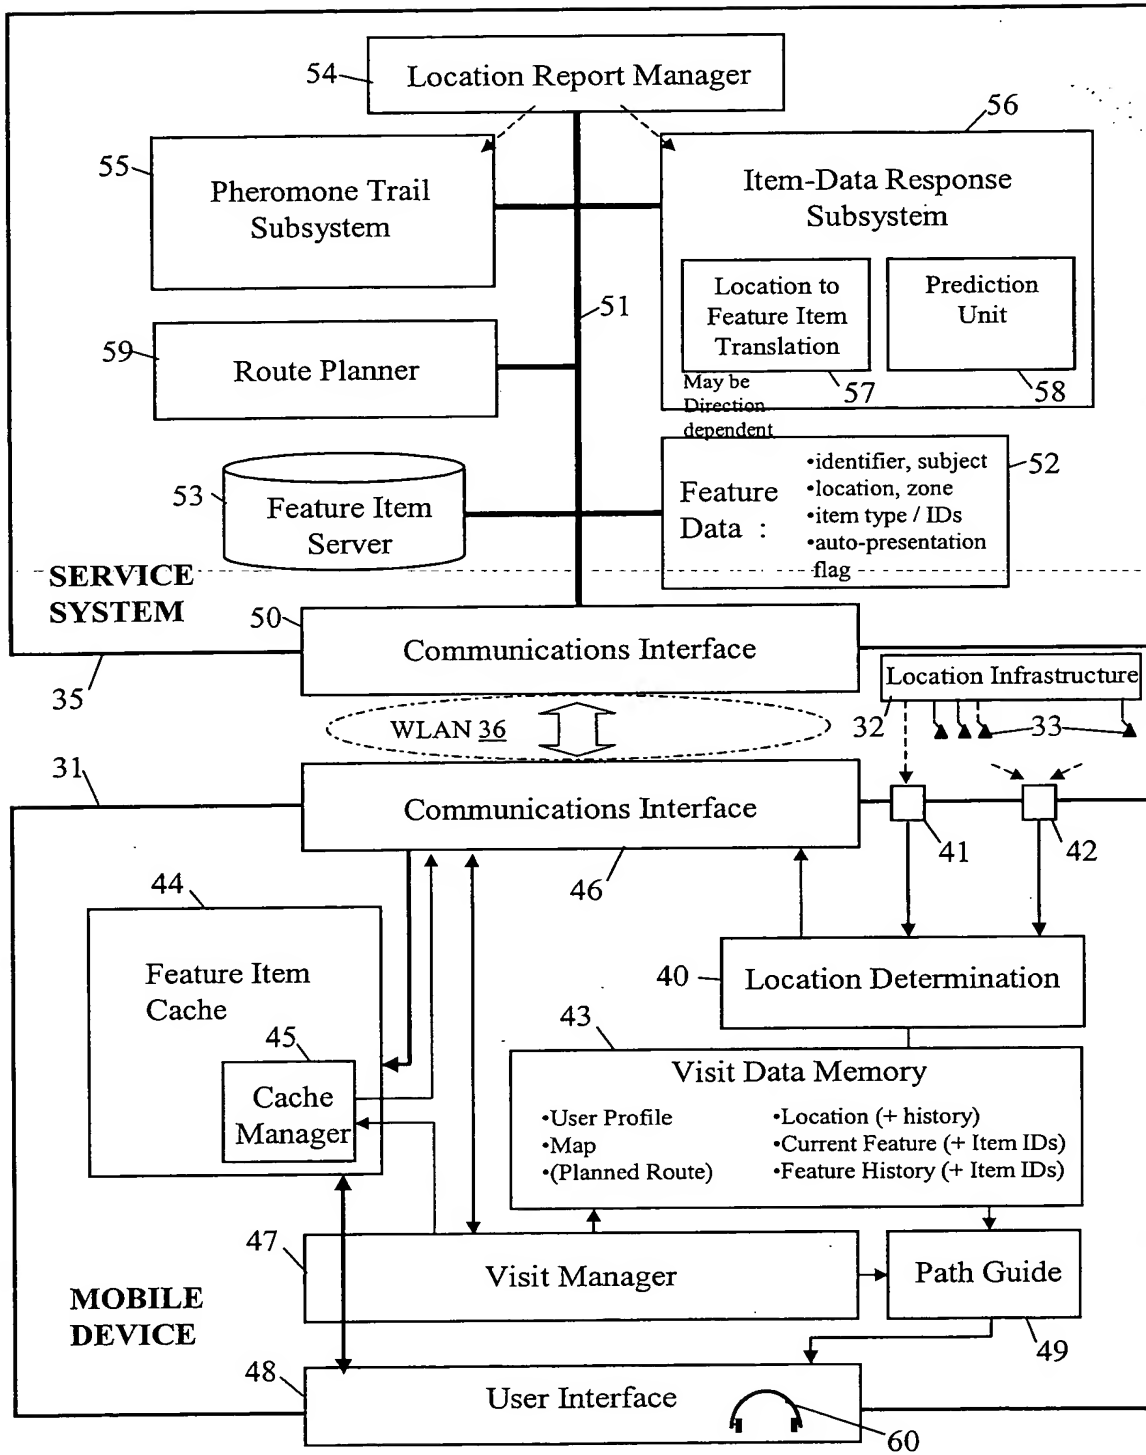 54
Location Report Manager
56
55
Pheromone Trail
Subsystem
Item-Data Response
Subsystem
Location to
Feature Item
Translation
Prediction
Unit
51
59
Route Planner
57
58
May be
Direction
dependent
53
Feature Item
Server
Feature
Data :
•identifier, subject
•location, zone
•item type / IDs
•auto-presentation
flag
52
SERVICE
SYSTEM
50
Communications Interface
35
Location Infrastructure
32
33
WLAN 36
31
Communications Interface
41
42
46
44
Feature Item
Cache
40
Location Determination
45
Cache
Manager
43
Visit Data Memory
•User Profile
•Map
•(Planned Route)
•Location (+ history)
•Current Feature (+ Item IDs)
•Feature History (+ Item IDs)
47
Visit Manager
Path Guide
MOBILE
DEVICE
49
48
User Interface
60